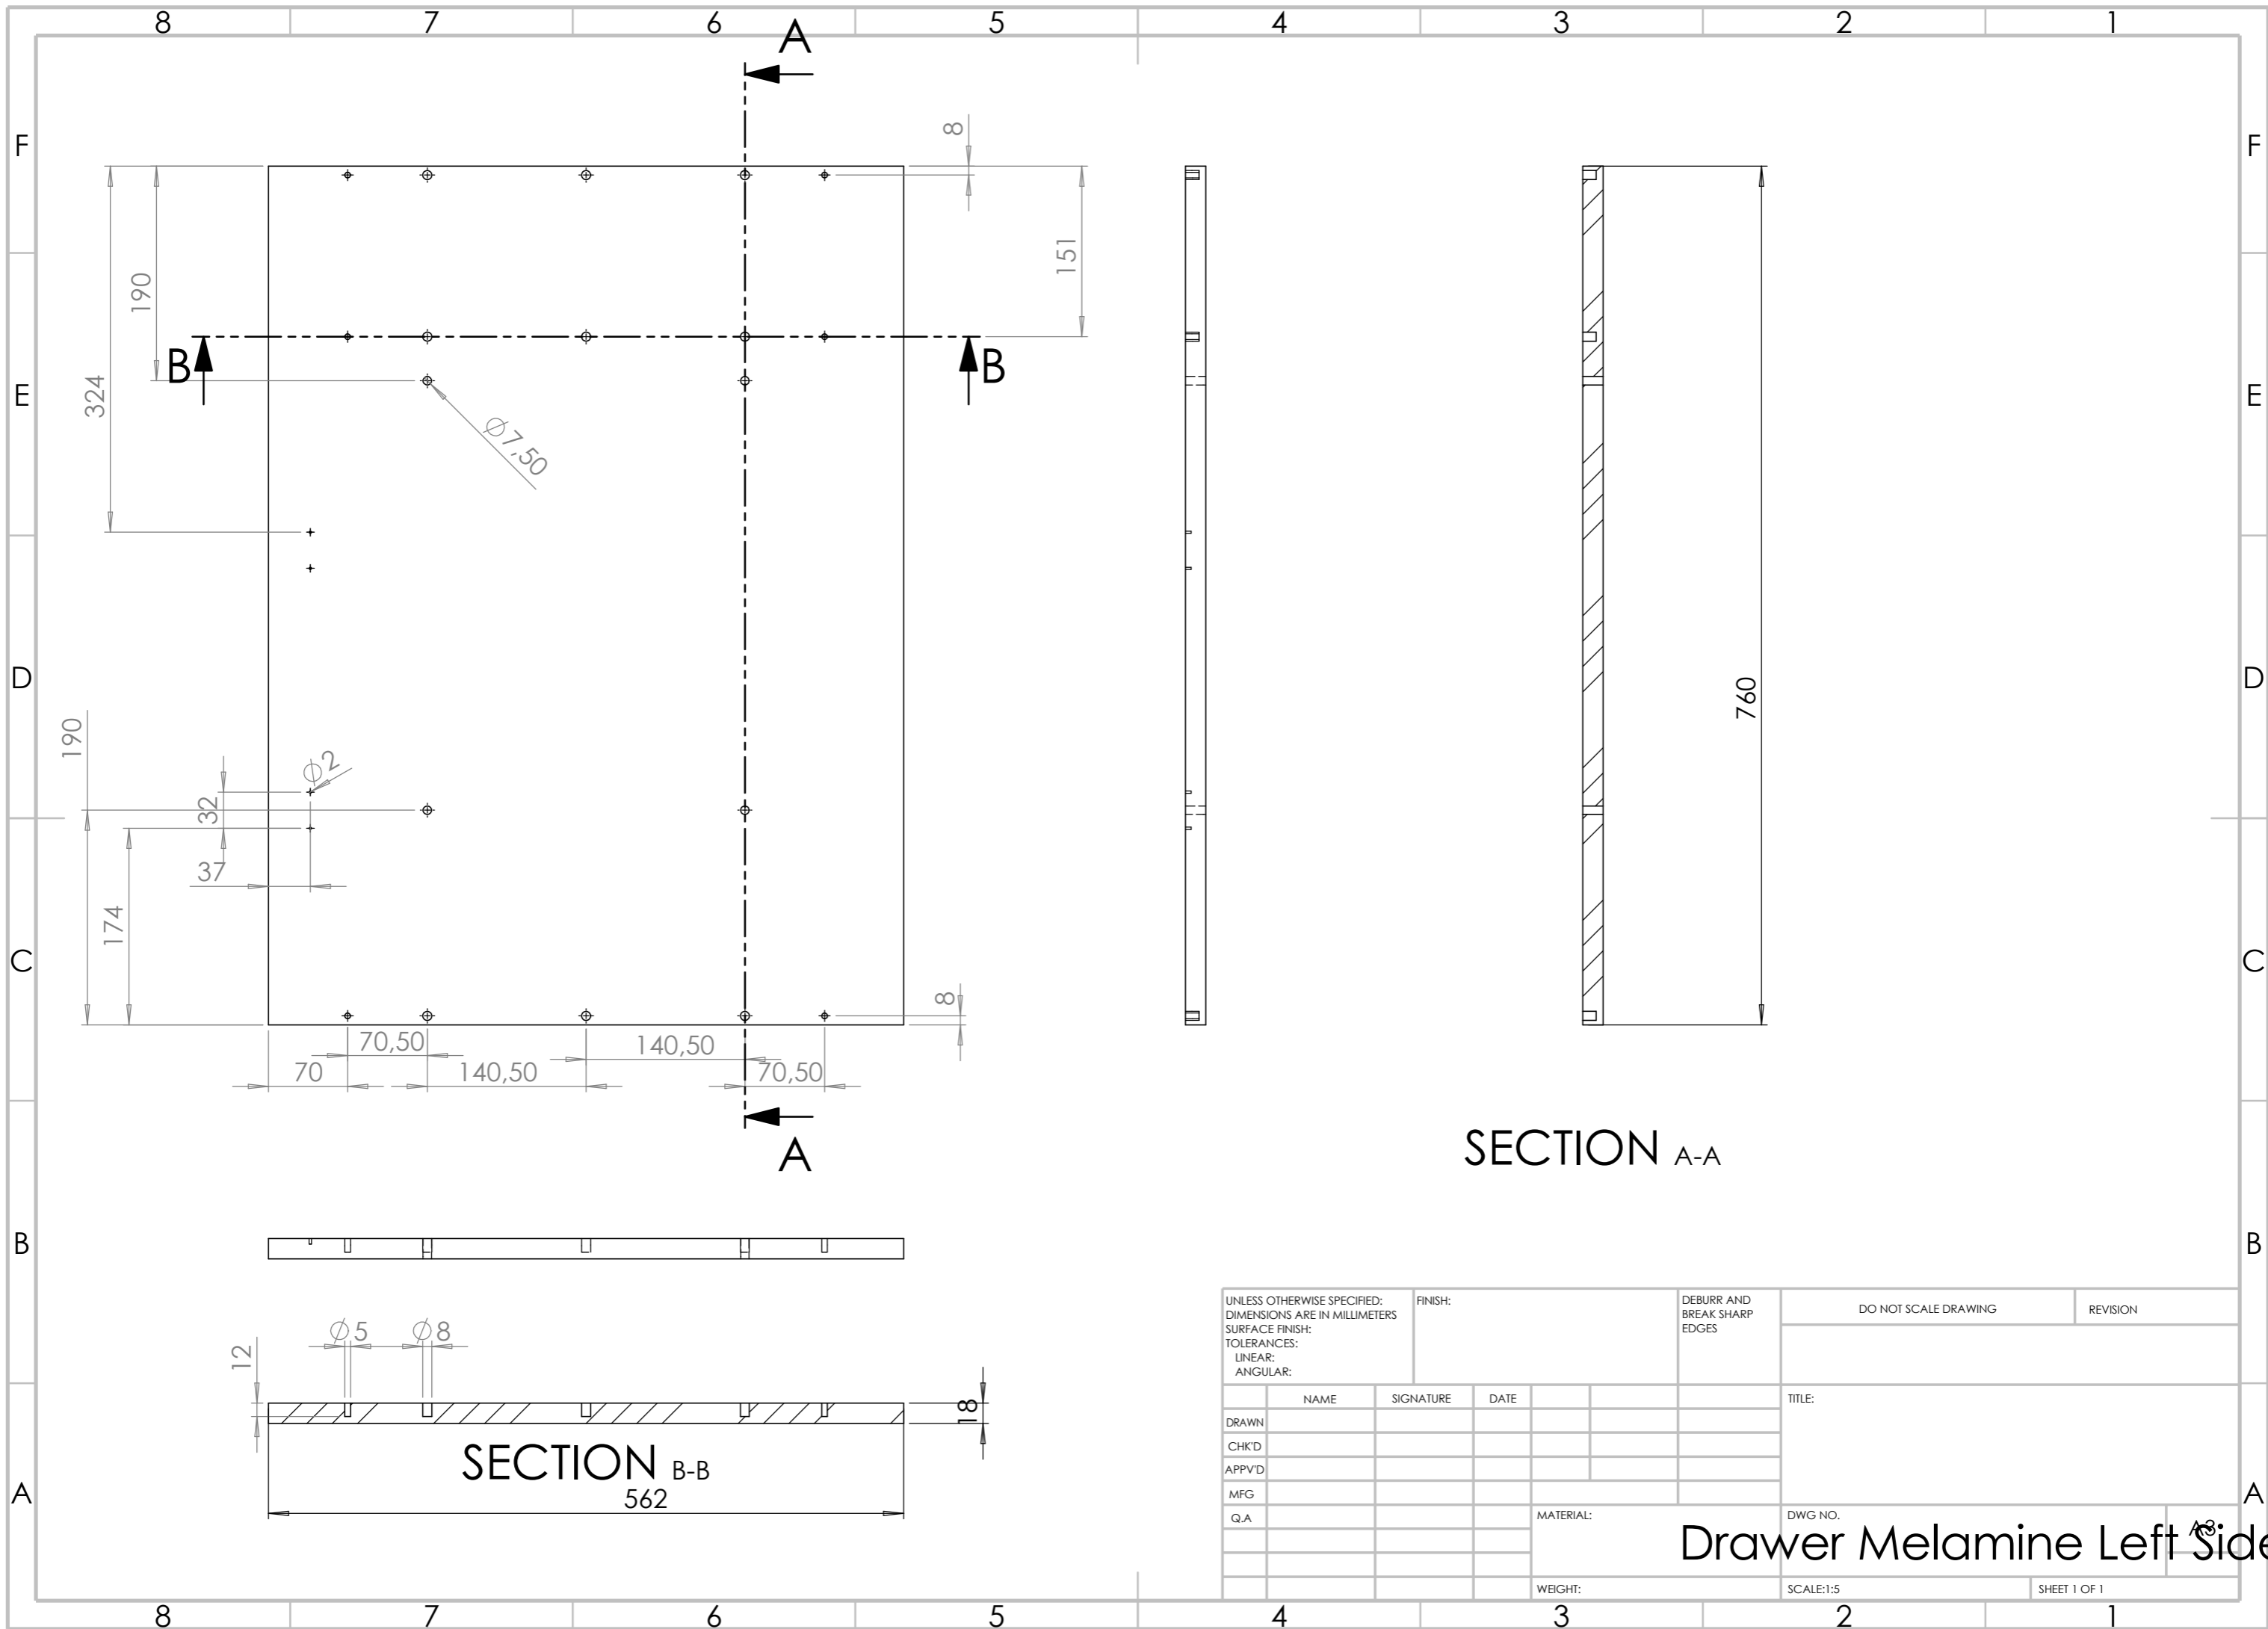 8 7 6 5 4 3 2 1
A
F
F
8
151
190
324
B
B
E
E
Ø7,50
D
D
760
190
Ø2
32
37
174
C
C
8
70,50
140,50
70
140,50
70,50
A
SECTION A-A
B
B
Ø5
Ø8
12
18
SECTION B-B
562
A
A
UNLESS OTHERWISE SPECIFIED:
DIMENSIONS ARE IN MILLIMETERS
SURFACE FINISH:
TOLERANCES:
LINEAR:
ANGULAR:
FINISH:
DEBURR AND
BREAK SHARP
EDGES
DO NOT SCALE DRAWING
REVISION
NAME
SIGNATURE
DATE
TITLE:
DRAWN
CHK'D
APPV'D
MFG
Q.A
MATERIAL:
DWG NO.
Drawer Melamine Left Side
A3
WEIGHT:
SCALE:1:5
SHEET 1 OF 1
8 7 6 5 4 3 2 1